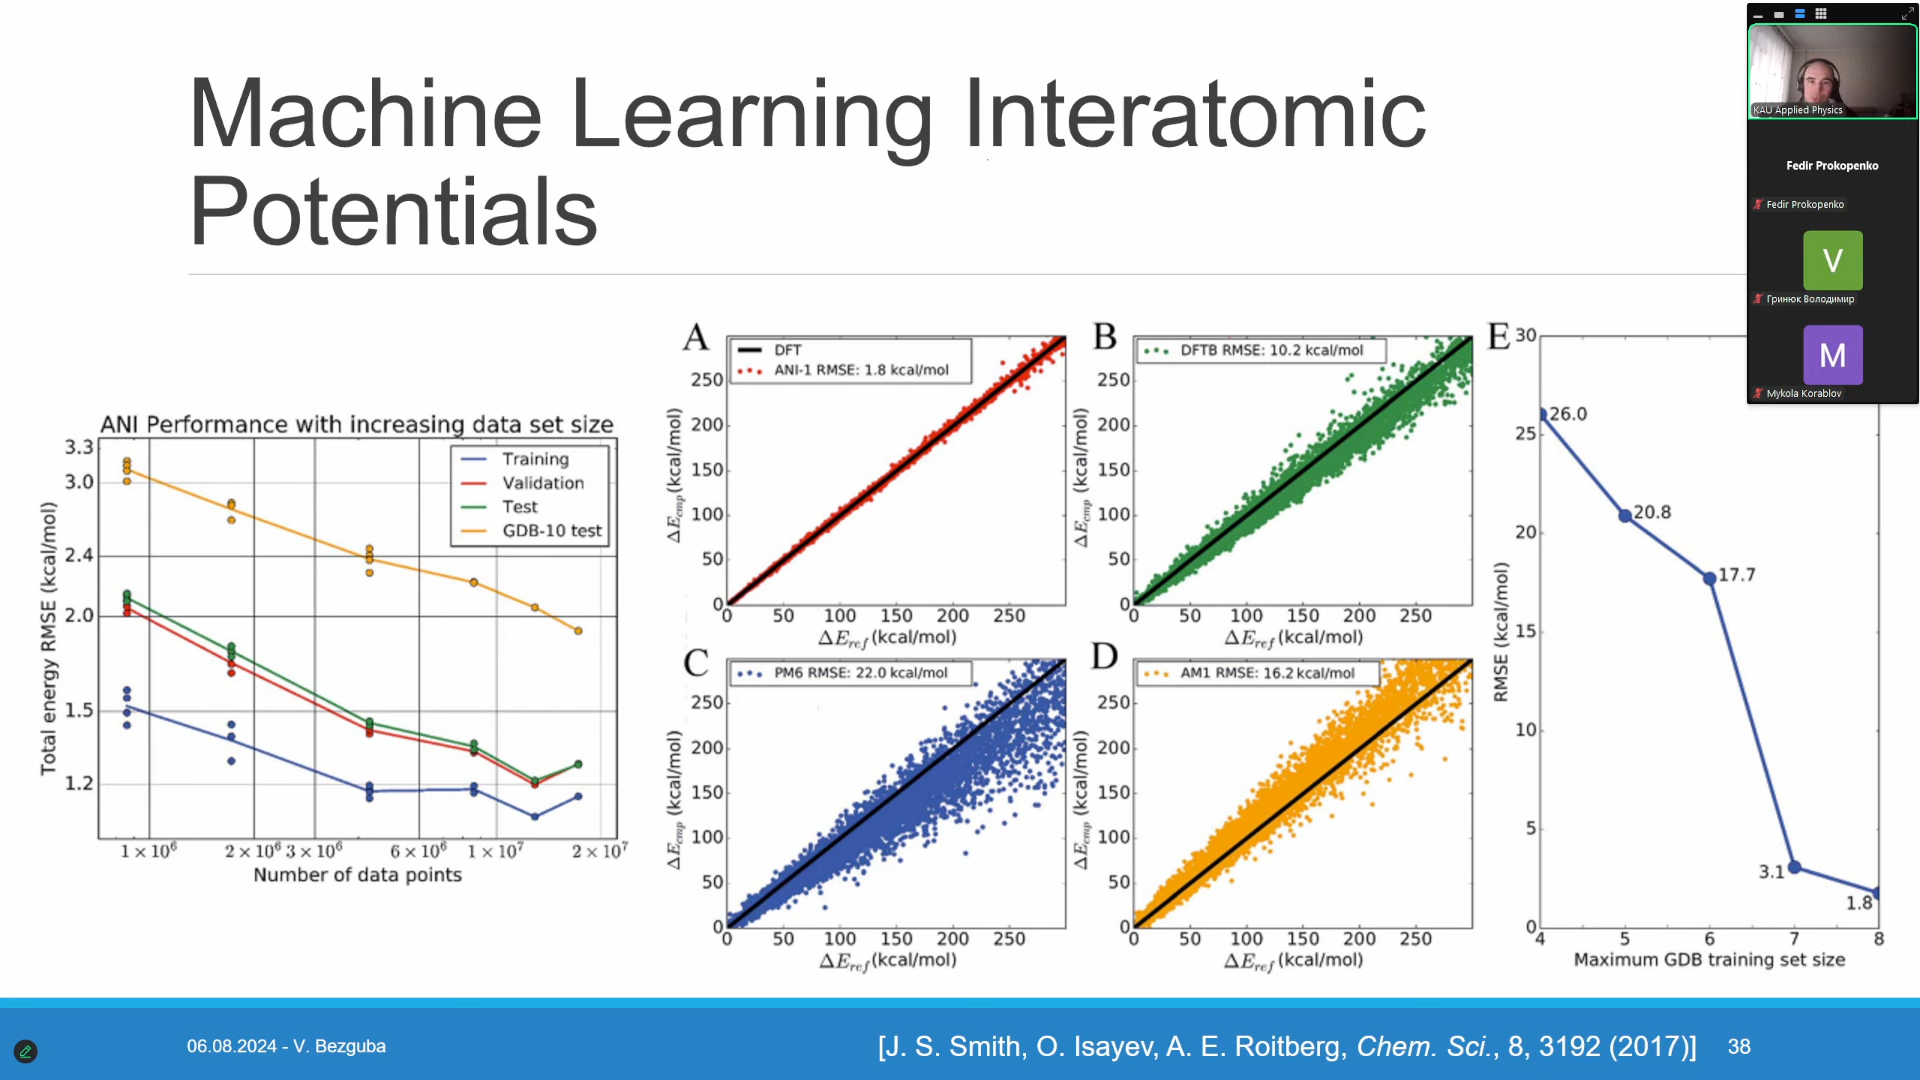 Machine Learning Interatomic
Potentials
KAU Applied Physics
Fedir Prokopenko
Fedir Prokopenko
V
Гринюк Володимир
M
Mykola Korablov
ANI Performance with increasing data set size
Total energy RMSE (kcal/mol)
3.3
3.0
2.4
2.0
1.5
1.2
Training
Validation
Test
GDB-10 test
1 × 10⁶ 2 × 10⁶ 3 × 10⁶ 6 × 10⁶ 1 × 10⁷ 2 × 10⁷
Number of data points
A
DFT
ANI-1 RMSE: 1.8 kcal/mol
ΔE_cmp (kcal/mol)
250
200
150
100
50
0
0 50 100 150 200 250
ΔE_ref (kcal/mol)
B
DFTB RMSE: 10.2 kcal/mol
ΔE_cmp (kcal/mol)
250
200
150
100
50
0
0 50 100 150 200 250
ΔE_ref (kcal/mol)
C
PM6 RMSE: 22.0 kcal/mol
ΔE_cmp (kcal/mol)
250
200
150
100
50
0
0 50 100 150 200 250
ΔE_ref (kcal/mol)
D
AM1 RMSE: 16.2 kcal/mol
ΔE_cmp (kcal/mol)
250
200
150
100
50
0
0 50 100 150 200 250
ΔE_ref (kcal/mol)
E
RMSE (kcal/mol)
30
25
20
15
10
5
0
26.0
20.8
17.7
3.1
1.8
4 5 6 7 8
Maximum GDB training set size
06.08.2024 - V. Bezguba
[J. S. Smith, O. Isayev, A. E. Roitberg, Chem. Sci., 8, 3192 (2017)]
38